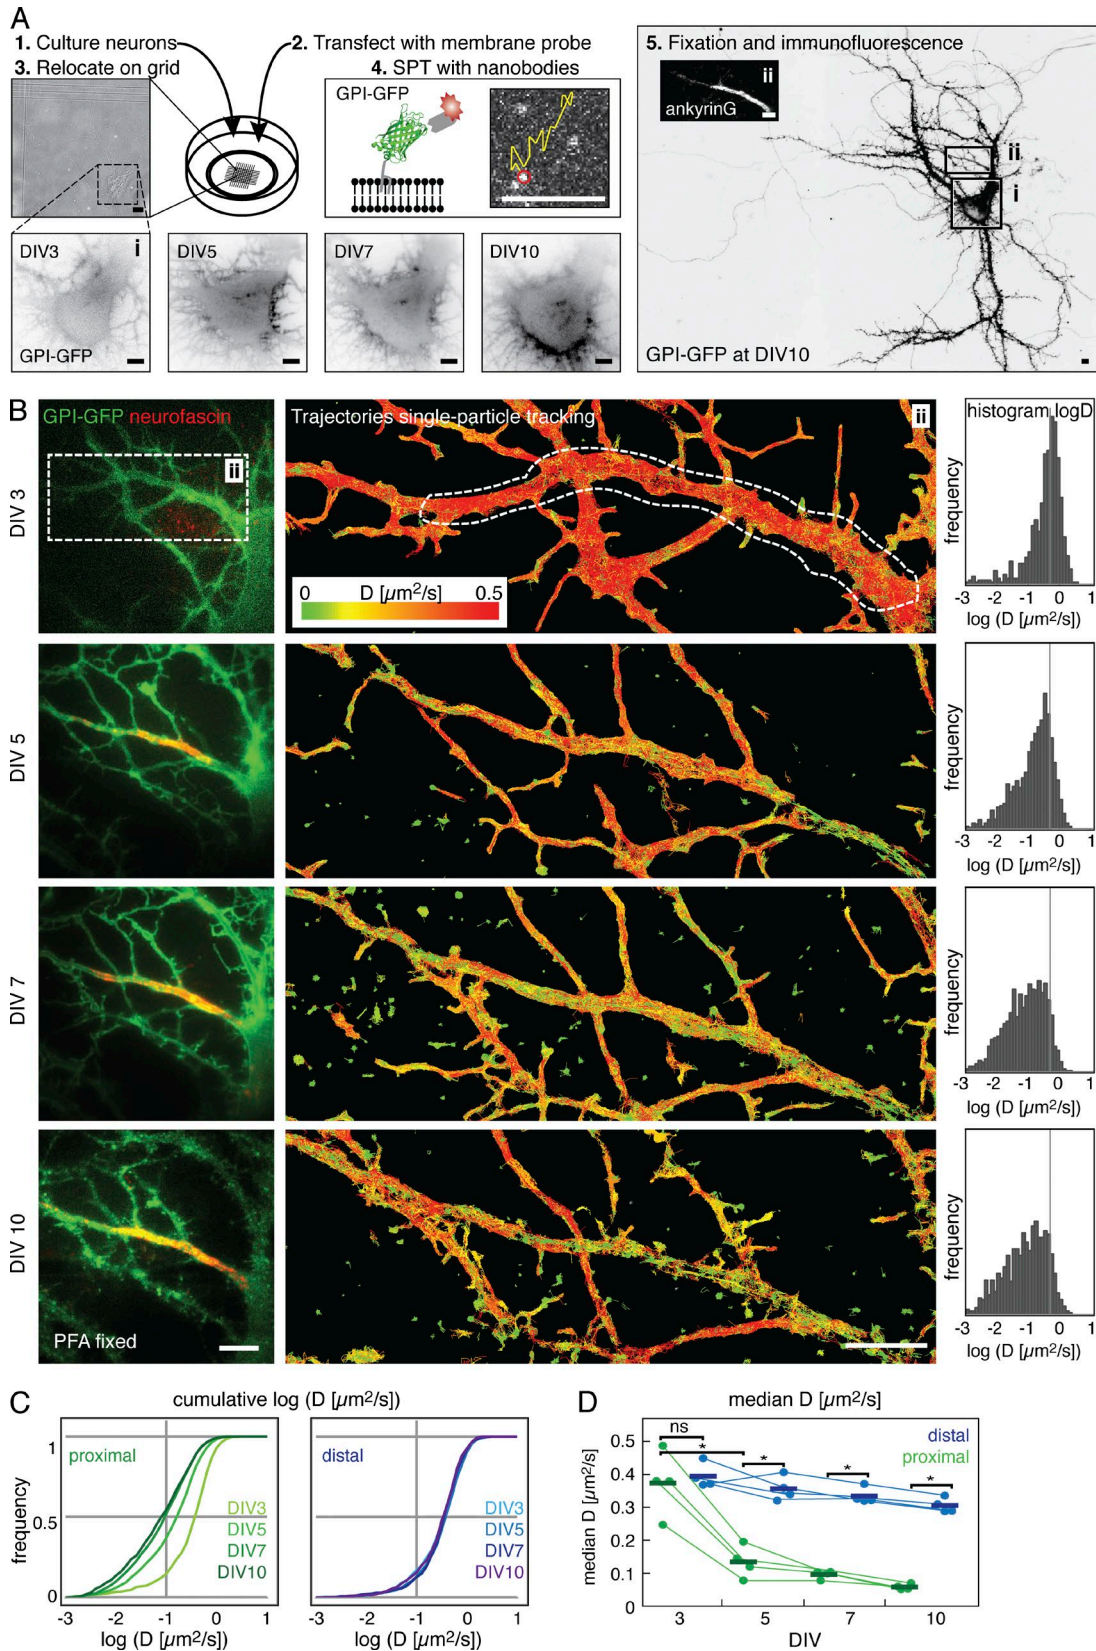 A
1. Culture neurons
2. Transfect with membrane probe
3. Relocate on grid
4. SPT with nanobodies
GPI-GFP
5. Fixation and immunofluorescence
ii
ankyrinG
ii
i
GPI-GFP at DIV10
DIV3
i
GPI-GFP
DIV5
DIV7
DIV10
B
GPI-GFP neurofascin
ii
DIV 3
Trajectories single-particle tracking
ii
0 D [µm2/s] 0.5
histogram logD
frequency
-3 -2 -1 0 1
log (D [µm2/s])
DIV 5
frequency
-3 -2 -1 0 1
log (D [µm2/s])
DIV 7
frequency
-3 -2 -1 0 1
log (D [µm2/s])
DIV 10
PFA fixed
frequency
-3 -2 -1 0 1
log (D [µm2/s])
C
cumulative log (D [µm2/s])
frequency
1
0.5
0
proximal
DIV3
DIV5
DIV7
DIV10
-3 -2 -1 0 1
log (D [µm2/s])
distal
DIV3
DIV5
DIV7
DIV10
-3 -2 -1 0 1
log (D [µm2/s])
D
median D [µm2/s]
median D [µm2/s]
0.5
0.4
0.3
0.2
0.1
0
ns
*
*
*
*
distal
proximal
3 5 7 10
DIV